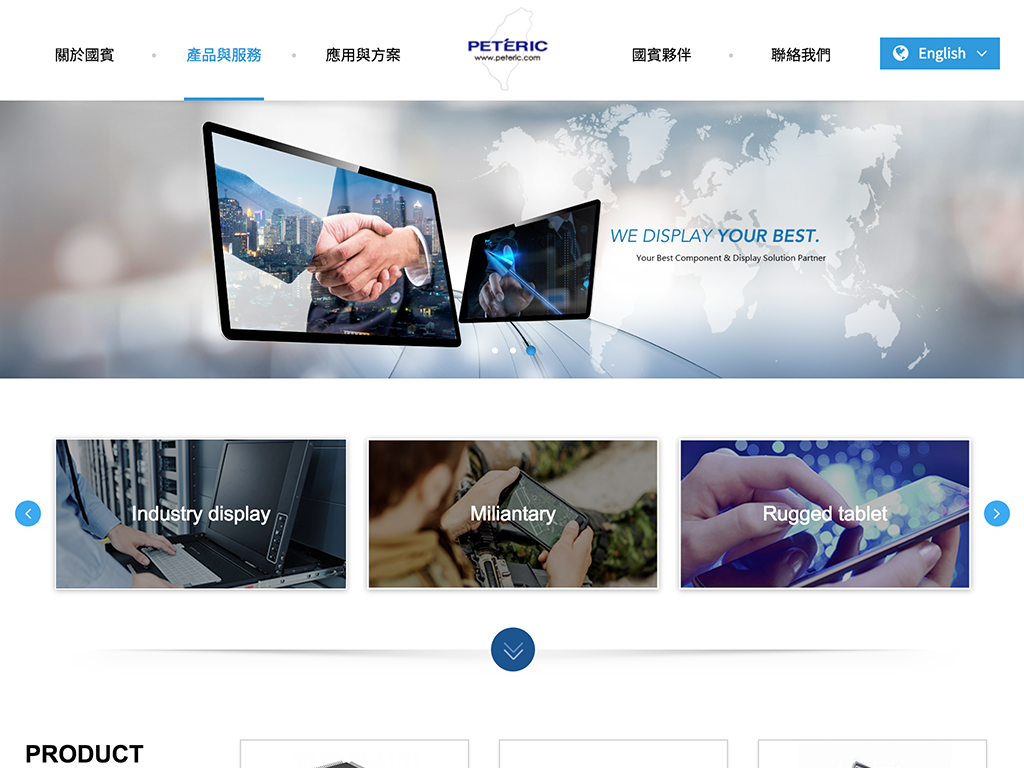 關於國賓
產品與服務
應用與方案
PETERIC
www.peteric.com
國賓夥伴
聯絡我們
English
WE DISPLAY YOUR BEST.
Your Best Component & Display Solution Partner
Industry display
Miliantary
Rugged tablet
PRODUCT